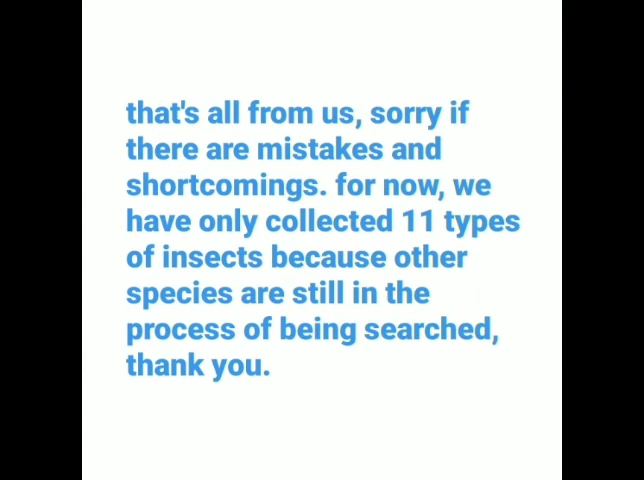 that's all from us, sorry if
there are mistakes and
shortcomings. for now, we
have only collected 11 types
of insects because other
species are still in the
process of being searched,
thank you.